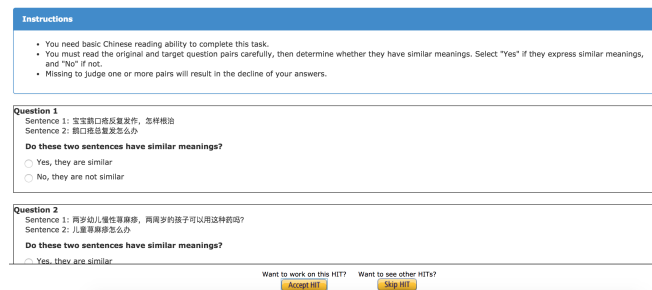 Instructions
You need basic Chinese reading ability to complete this task.
You must read the original and target question pairs carefully, then determine whether they have similar meanings. Select "Yes" if they express similar meanings,
and "No" if not.
Missing to judge one or more pairs will result in the decline of your answers.
Question 1
Sentence 1: 宝宝鹅口疮反复发作，怎样根治
Sentence 2: 鹅口疮总复发怎么办
Do these two sentences have similar meanings?
Yes, they are similar
No, they are not similar
Question 2
Sentence 1: 两岁幼儿慢性荨麻疹，两周岁的孩子可以用这种药吗?
Sentence 2: 儿童荨麻疹怎么办
Do these two sentences have similar meanings?
Yes, they are similar
Want to work on this HIT? Want to see other HITs?
Accept HIT Skip HIT